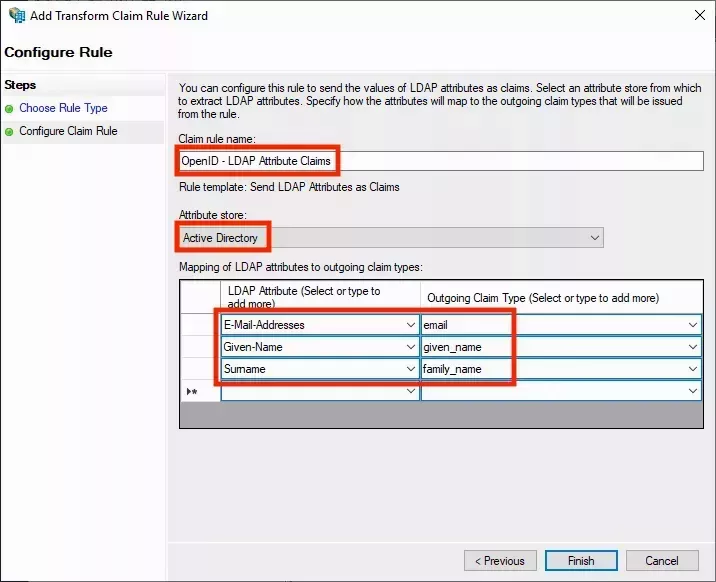 Add Transform Claim Rule Wizard
Configure Rule
Steps
Choose Rule Type
Configure Claim Rule
You can configure this rule to send the values of LDAP attributes as claims. Select an attribute store from which
to extract LDAP attributes. Specify how the attributes will map to the outgoing claim types that will be issued
from the rule.
Claim rule name:
OpenID - LDAP Attribute Claims
Rule template: Send LDAP Attributes as Claims
Attribute store:
Active Directory
Mapping of LDAP attributes to outgoing claim types:
LDAP Attribute (Select or type to
add more)
Outgoing Claim Type (Select or type to add more)
E-Mail-Addresses email
Given-Name given_name
Surname family_name
< Previous Finish Cancel